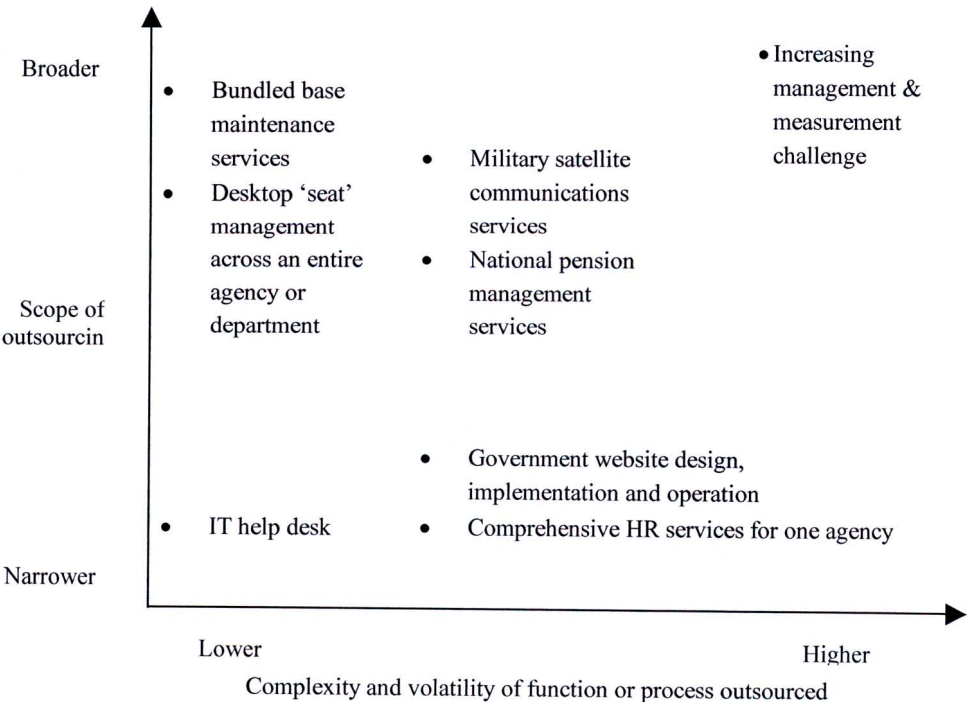 Broader
• Bundled base
maintenance
services
• Desktop ‘seat’
management
across an entire
agency or
department
• Military satellite
communications
services
• National pension
management
services
• Increasing
management &
measurement
challenge
Scope of
outsourcin
• Government website design,
implementation and operation
• IT help desk
• Comprehensive HR services for one agency
Narrower
Lower
Higher
Complexity and volatility of function or process outsourced